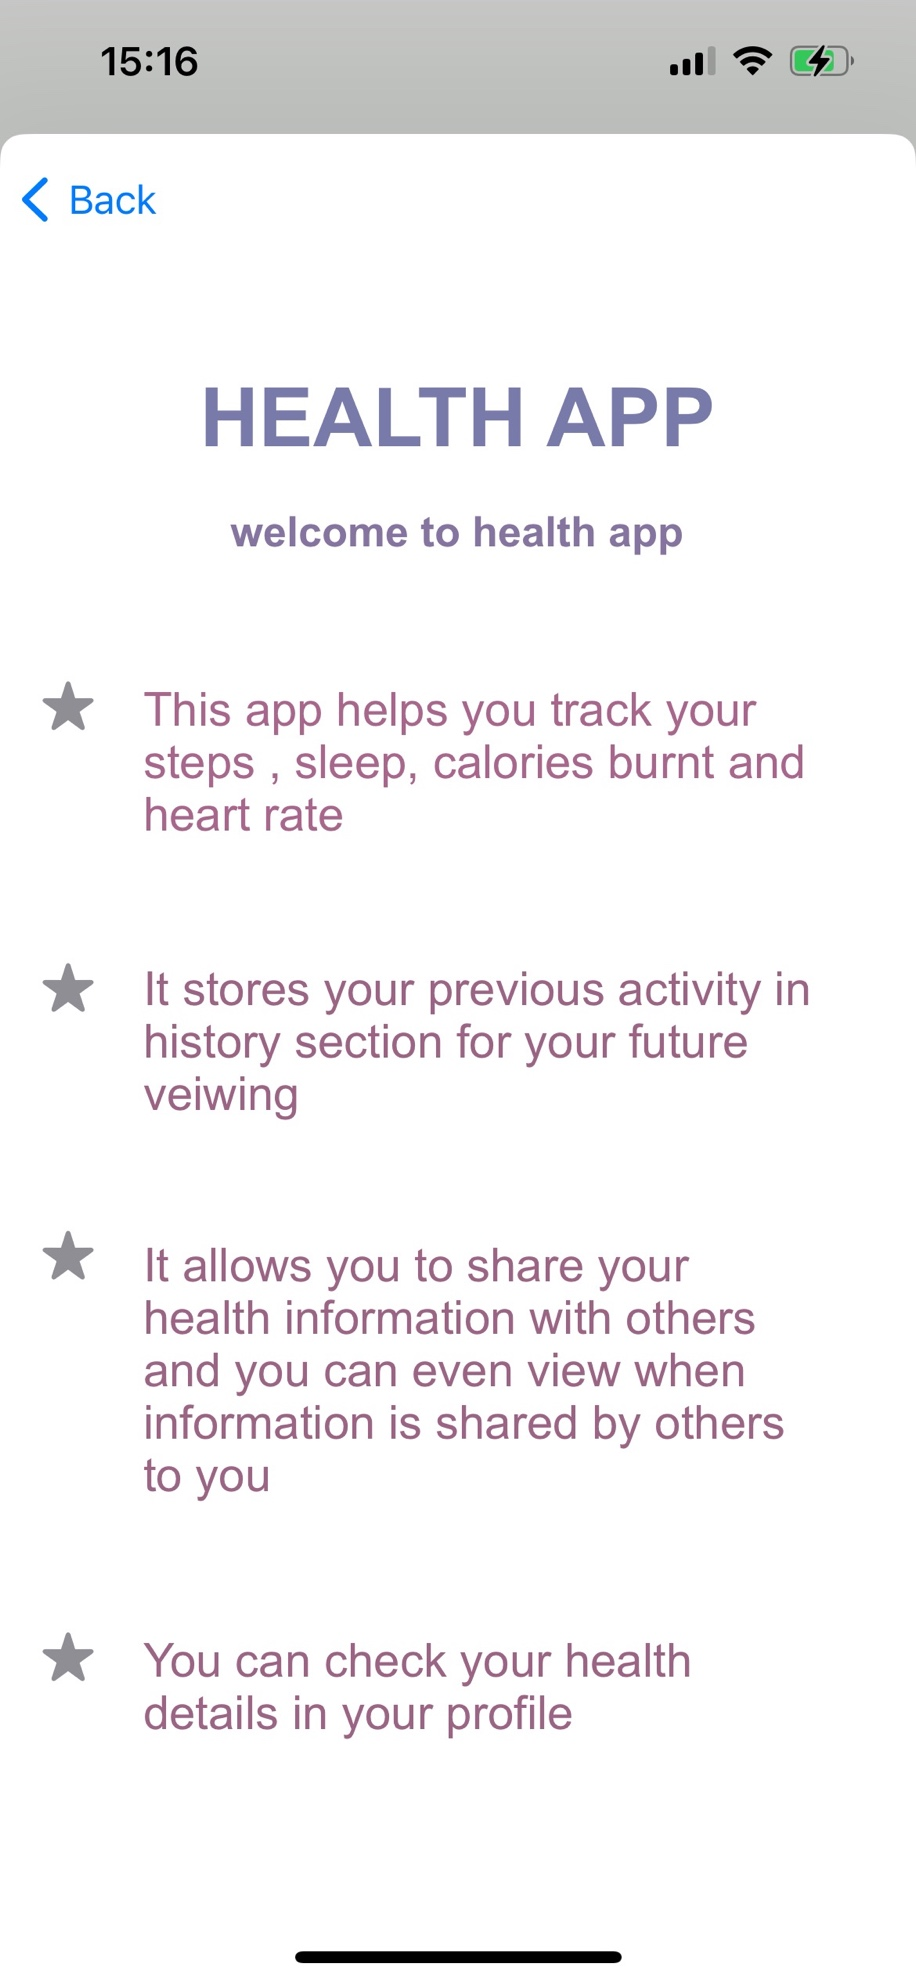 15:16
Back
HEALTH APP
welcome to health app
This app helps you track your
steps , sleep, calories burnt and
heart rate
It stores your previous activity in
history section for your future
veiwing
It allows you to share your
health information with others
and you can even view when
information is shared by others
to you
You can check your health
details in your profile